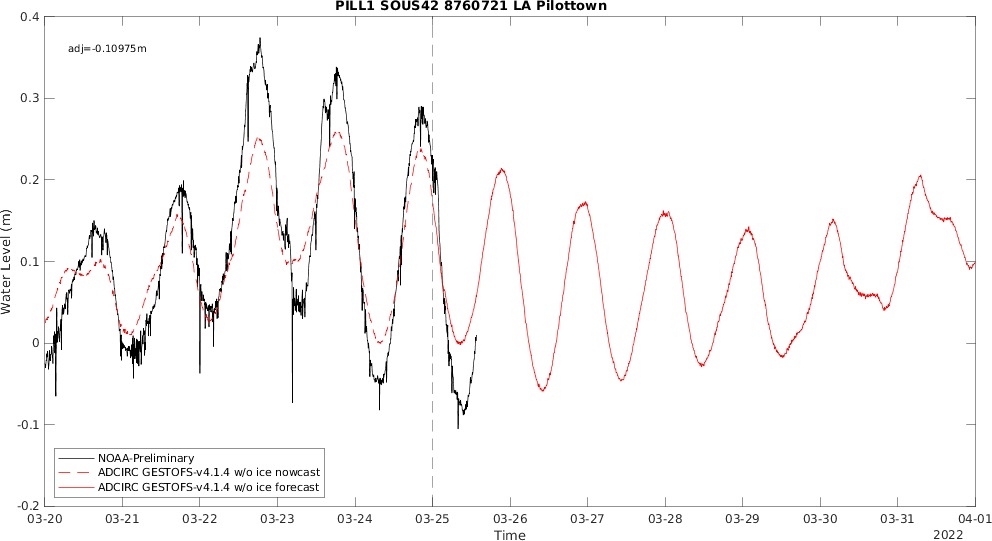 PILL1 SOUS42 8760721 LA Pilottown
adj=-0.10975m
Water Level (m)
0.4
0.3
0.2
0.1
0
-0.1
-0.2
NOAA-Preliminary
ADCIRC GESTOFS-v4.1.4 w/o ice nowcast
ADCIRC GESTOFS-v4.1.4 w/o ice forecast
03-20 03-21 03-22 03-23 03-24 03-25 03-26 03-27 03-28 03-29 03-30 03-31 04-01
Time
2022